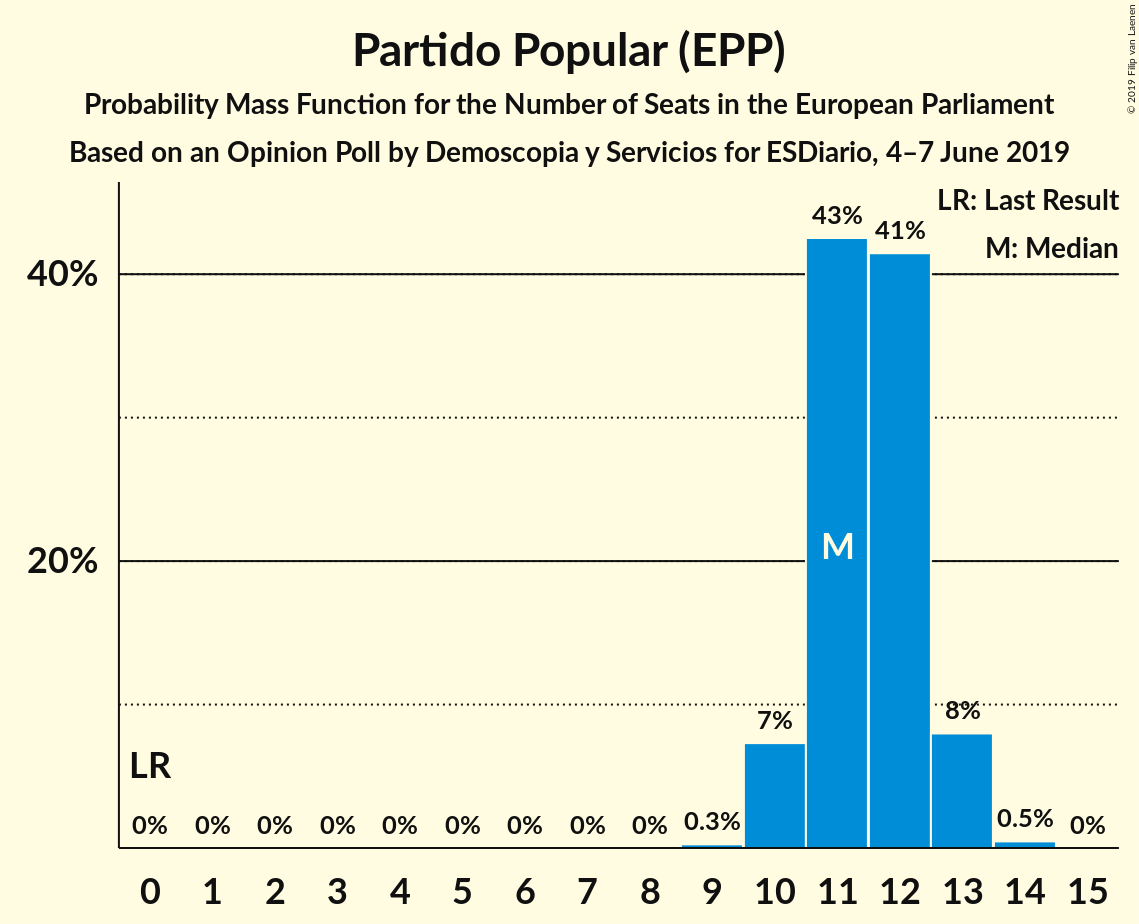 Partido Popular (EPP)
Probability Mass Function for the Number of Seats in the European Parliament
Based on an Opinion Poll by Demoscopia y Servicios for ESDiario, 4–7 June 2019
© 2019 Filip van Laenen
LR: Last Result
M: Median
43%
41%
40%
M
20%
7%
8%
LR
0% 0% 0% 0% 0% 0% 0% 0% 0% 0.3% 0.5% 0%
0 1 2 3 4 5 6 7 8 9 10 11 12 13 14 15